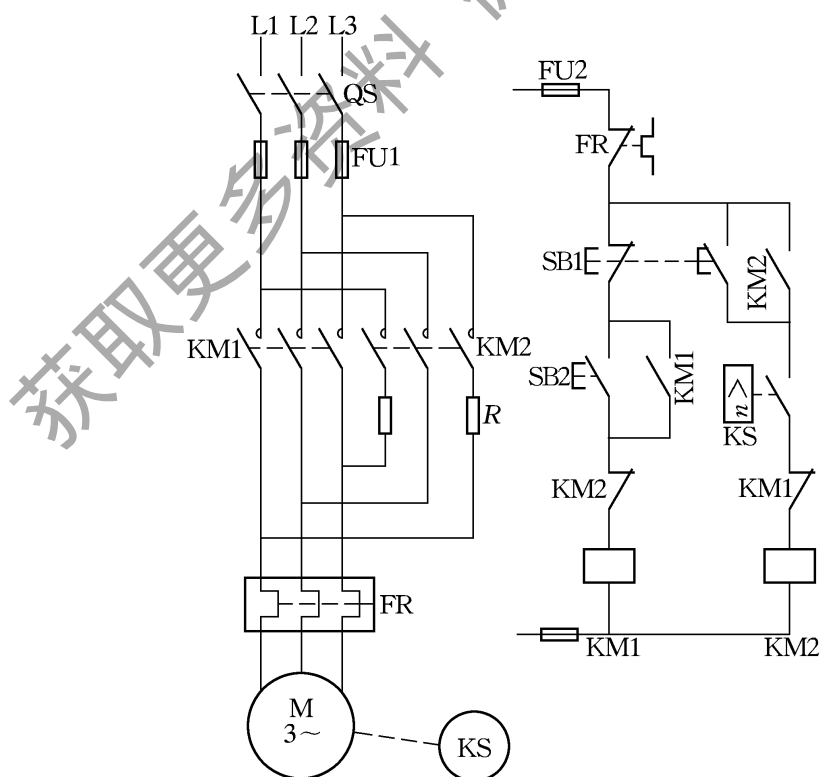 L1 L2 L3
QS
FU1
KM1
KM2
R
FR
M
3～
KS
FU2
FR
SB1
KM2
SB2
KM1
n＞
KS
KM2
KM1
KM1
KM2
获取更多资料